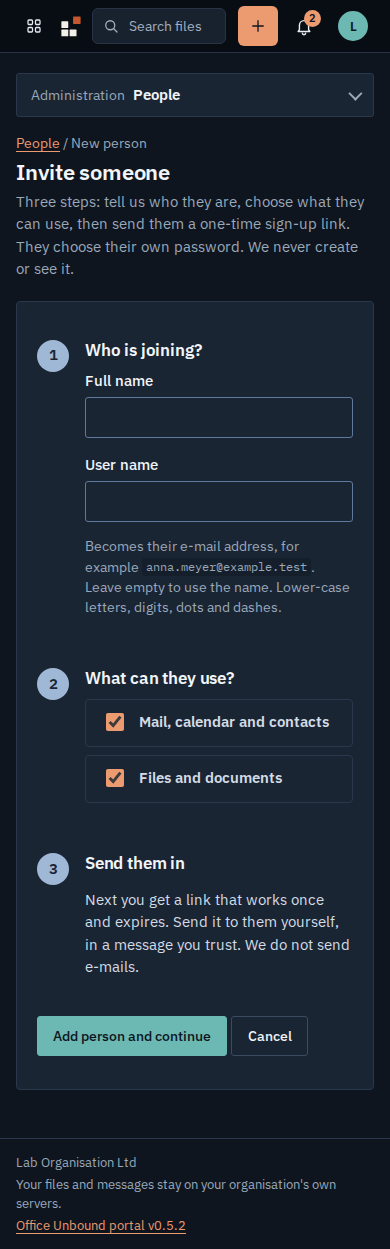 Search files
2
L
Administration People
People / New person
Invite someone
Three steps: tell us who they are, choose what they
can use, then send them a one-time sign-up link.
They choose their own password. We never create
or see it.
1
Who is joining?
Full name
User name
Becomes their e-mail address, for
example anna.meyer@example.test .
Leave empty to use the name. Lower-case
letters, digits, dots and dashes.
2
What can they use?
Mail, calendar and contacts
Files and documents
3
Send them in
Next you get a link that works once
and expires. Send it to them yourself,
in a message you trust. We do not send
e-mails.
Add person and continue
Cancel
Lab Organisation Ltd
Your files and messages stay on your organisation's own
servers.
Office Unbound portal v0.5.2